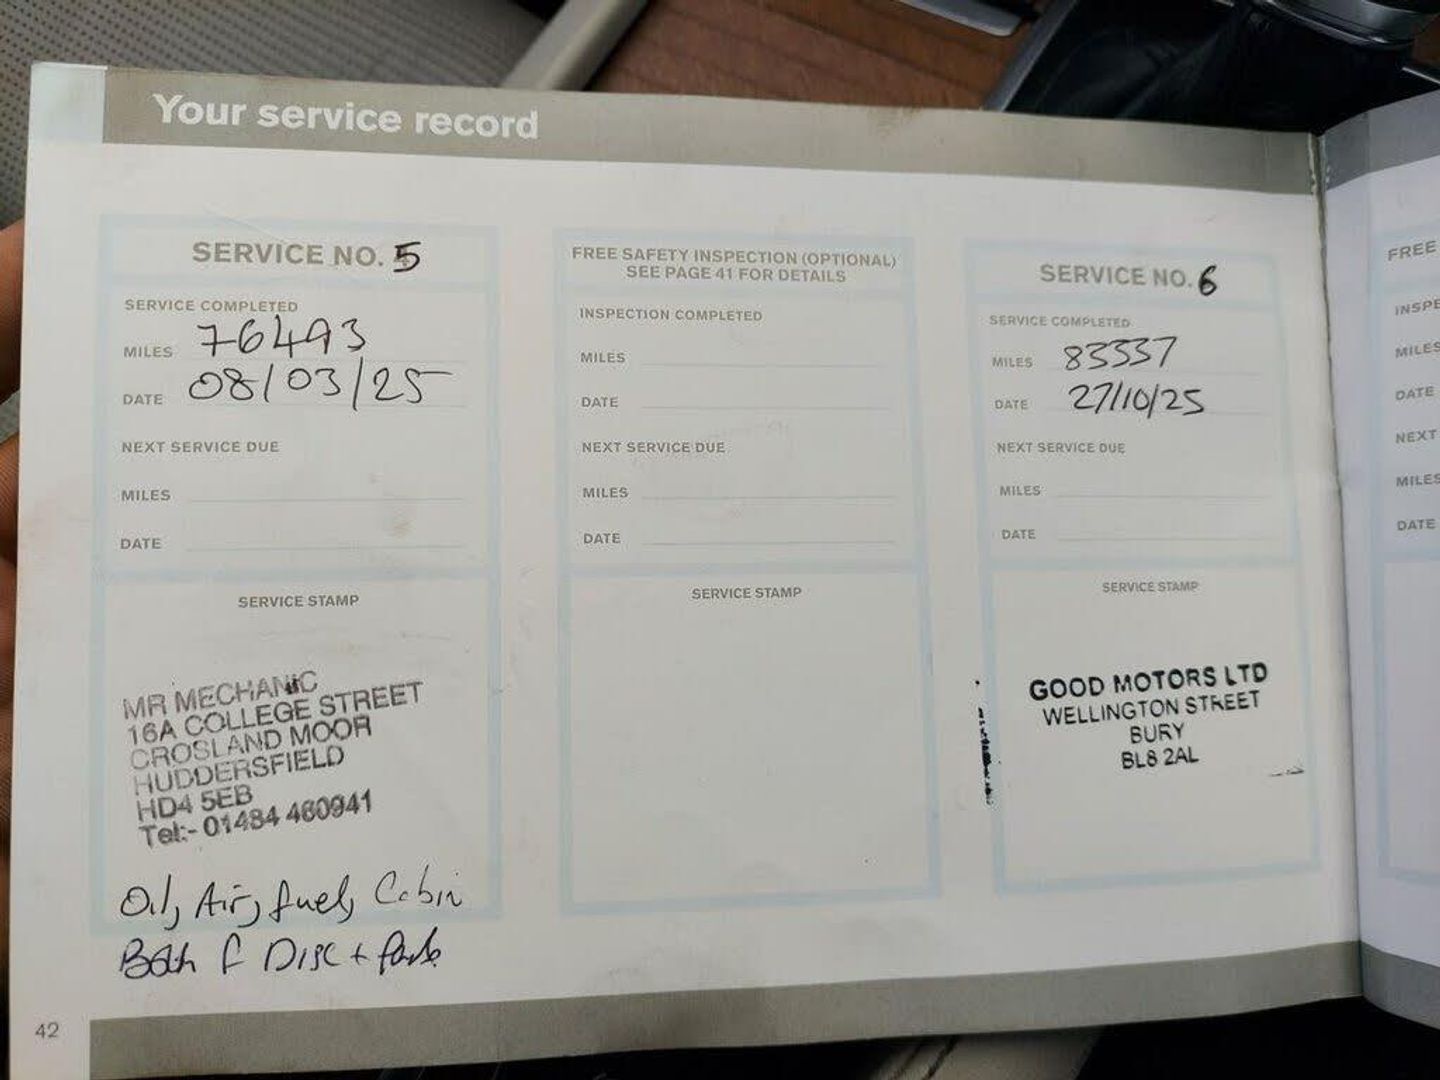 Your service record
SERVICE NO. 5
SERVICE COMPLETED
MILES 76493
DATE 08/03/25
NEXT SERVICE DUE
MILES
DATE
SERVICE STAMP
MR MECHANIC
16A COLLEGE STREET
CROSLAND MOOR
HUDDERSFIELD
HD4 5EB
Tel:- 01484 460941
Oil, Air, fuel, Cabin
Both f Disc + Pads
FREE SAFETY INSPECTION (OPTIONAL)
SEE PAGE 41 FOR DETAILS
INSPECTION COMPLETED
MILES
DATE
NEXT SERVICE DUE
MILES
DATE
SERVICE STAMP
SERVICE NO. 6
SERVICE COMPLETED
MILES 83337
DATE 27/10/25
NEXT SERVICE DUE
MILES
DATE
SERVICE STAMP
GOOD MOTORS LTD
WELLINGTON STREET
BURY
BL8 2AL
FREE
INSPE
MILES
DATE
NEXT
MILES
DATE
42